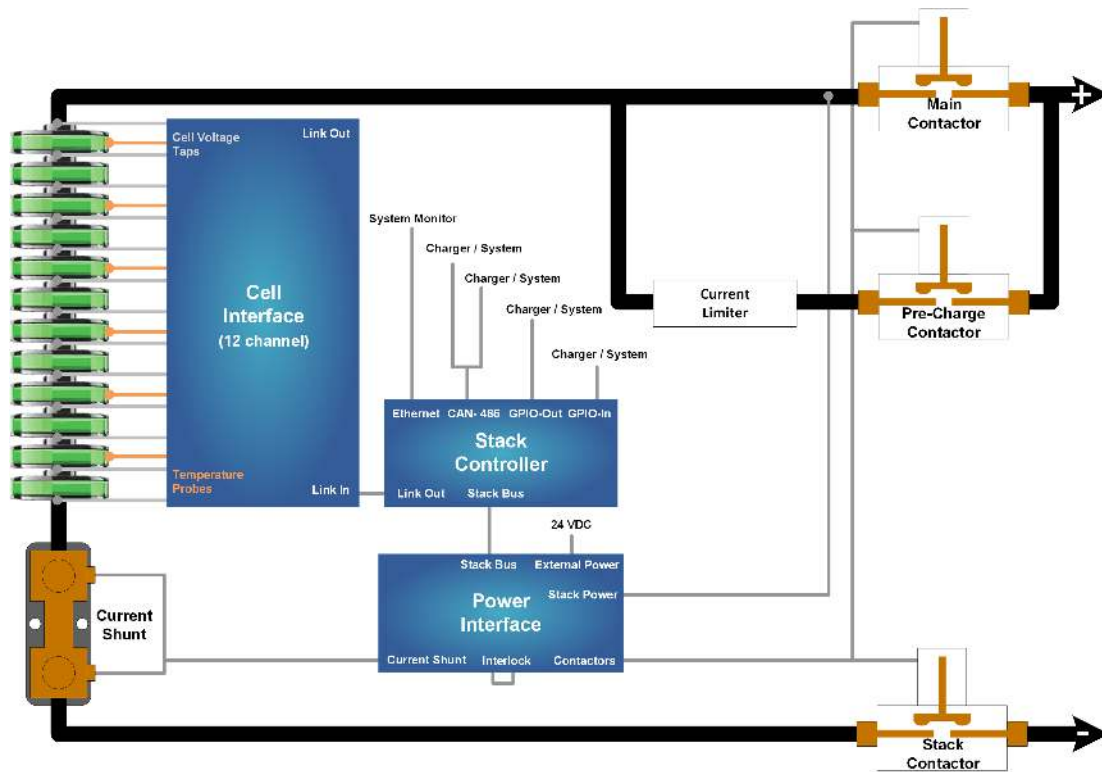 +
Main
Contactor
Cell Voltage
Taps
Link Out
System Monitor
Charger / System
Charger / System
Charger / System
Charger / System
Cell
Interface
(12 channel)
Current
Limiter
Pre-Charge
Contactor
Ethernet CAN- 486 GPIO-Out GPIO-In
Stack
Controller
Temperature
Probes
Link In
Link Out Stack Bus
24 VDC
Stack Bus External Power
Stack Power
Power
Interface
Current
Shunt
Current Shunt Interlock Contactors
-
Stack
Contactor